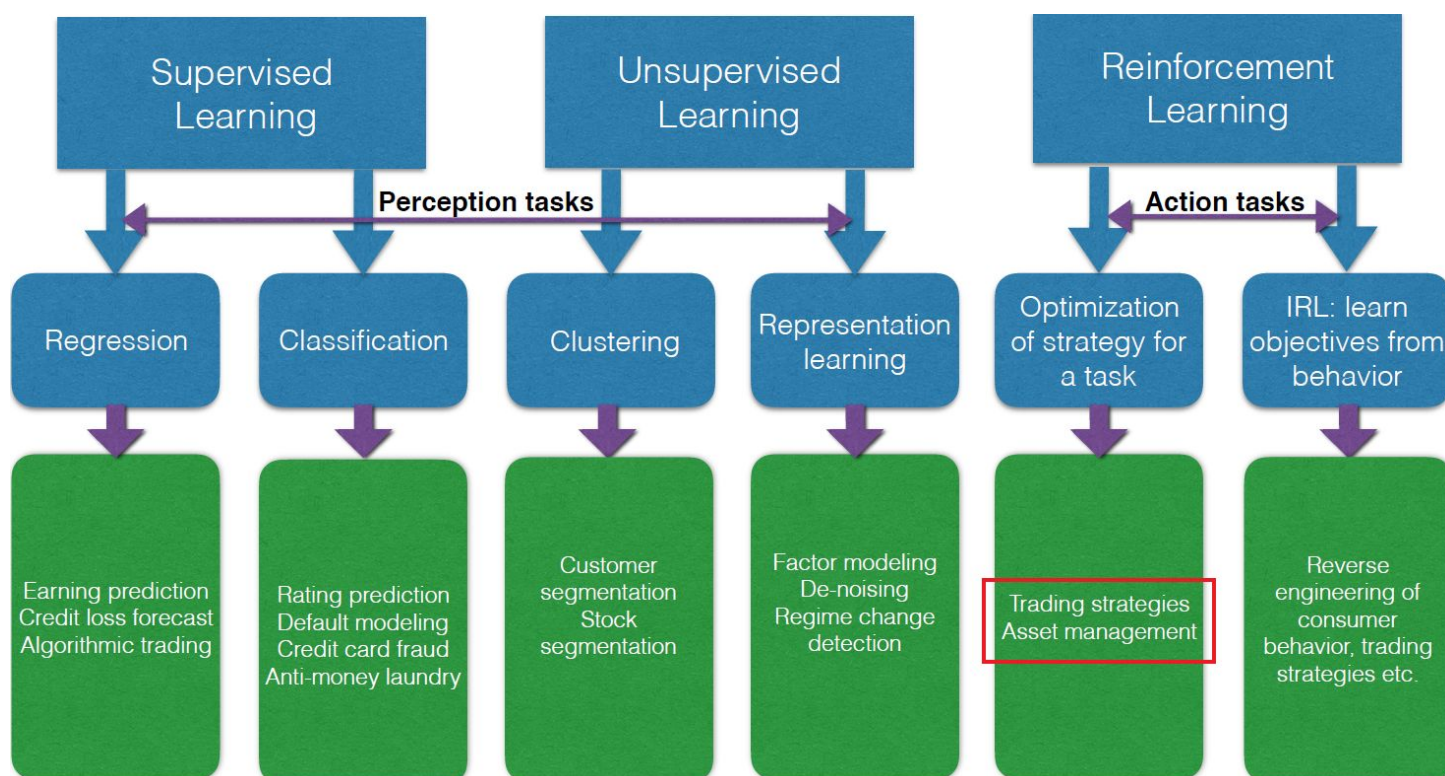 Supervised
Learning
Unsupervised
Learning
Reinforcement
Learning
Perception tasks
Action tasks
Regression
Classification
Clustering
Representation
learning
Optimization
of strategy for
a task
IRL: learn
objectives from
behavior
Earning prediction
Credit loss forecast
Algorithmic trading
Rating prediction
Default modeling
Credit card fraud
Anti-money laundry
Customer
segmentation
Stock
segmentation
Factor modeling
De-noising
Regime change
detection
Trading strategies
Asset management
Reverse
engineering of
consumer
behavior, trading
strategies etc.